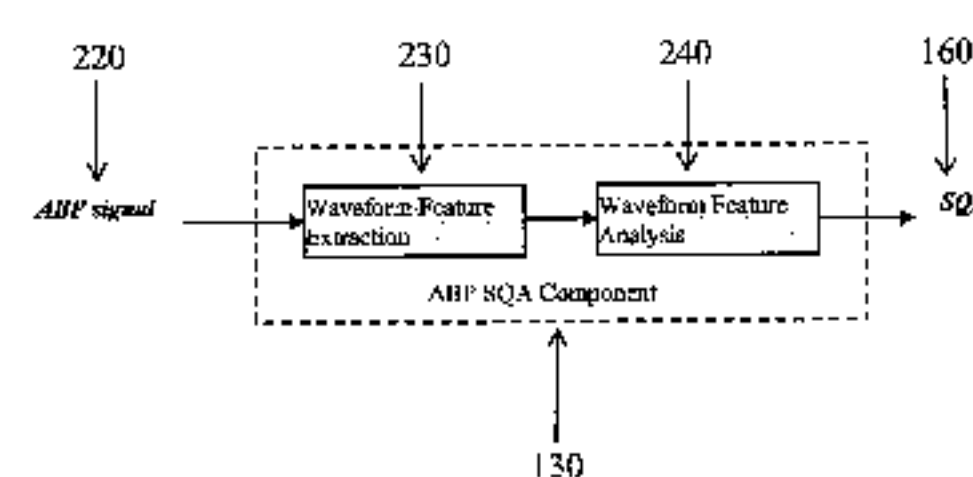 220
230
240
160
ABP signal
Waveform Feature
Extraction
Waveform Feature
Analysis
SQ
ABP SQA Component
130